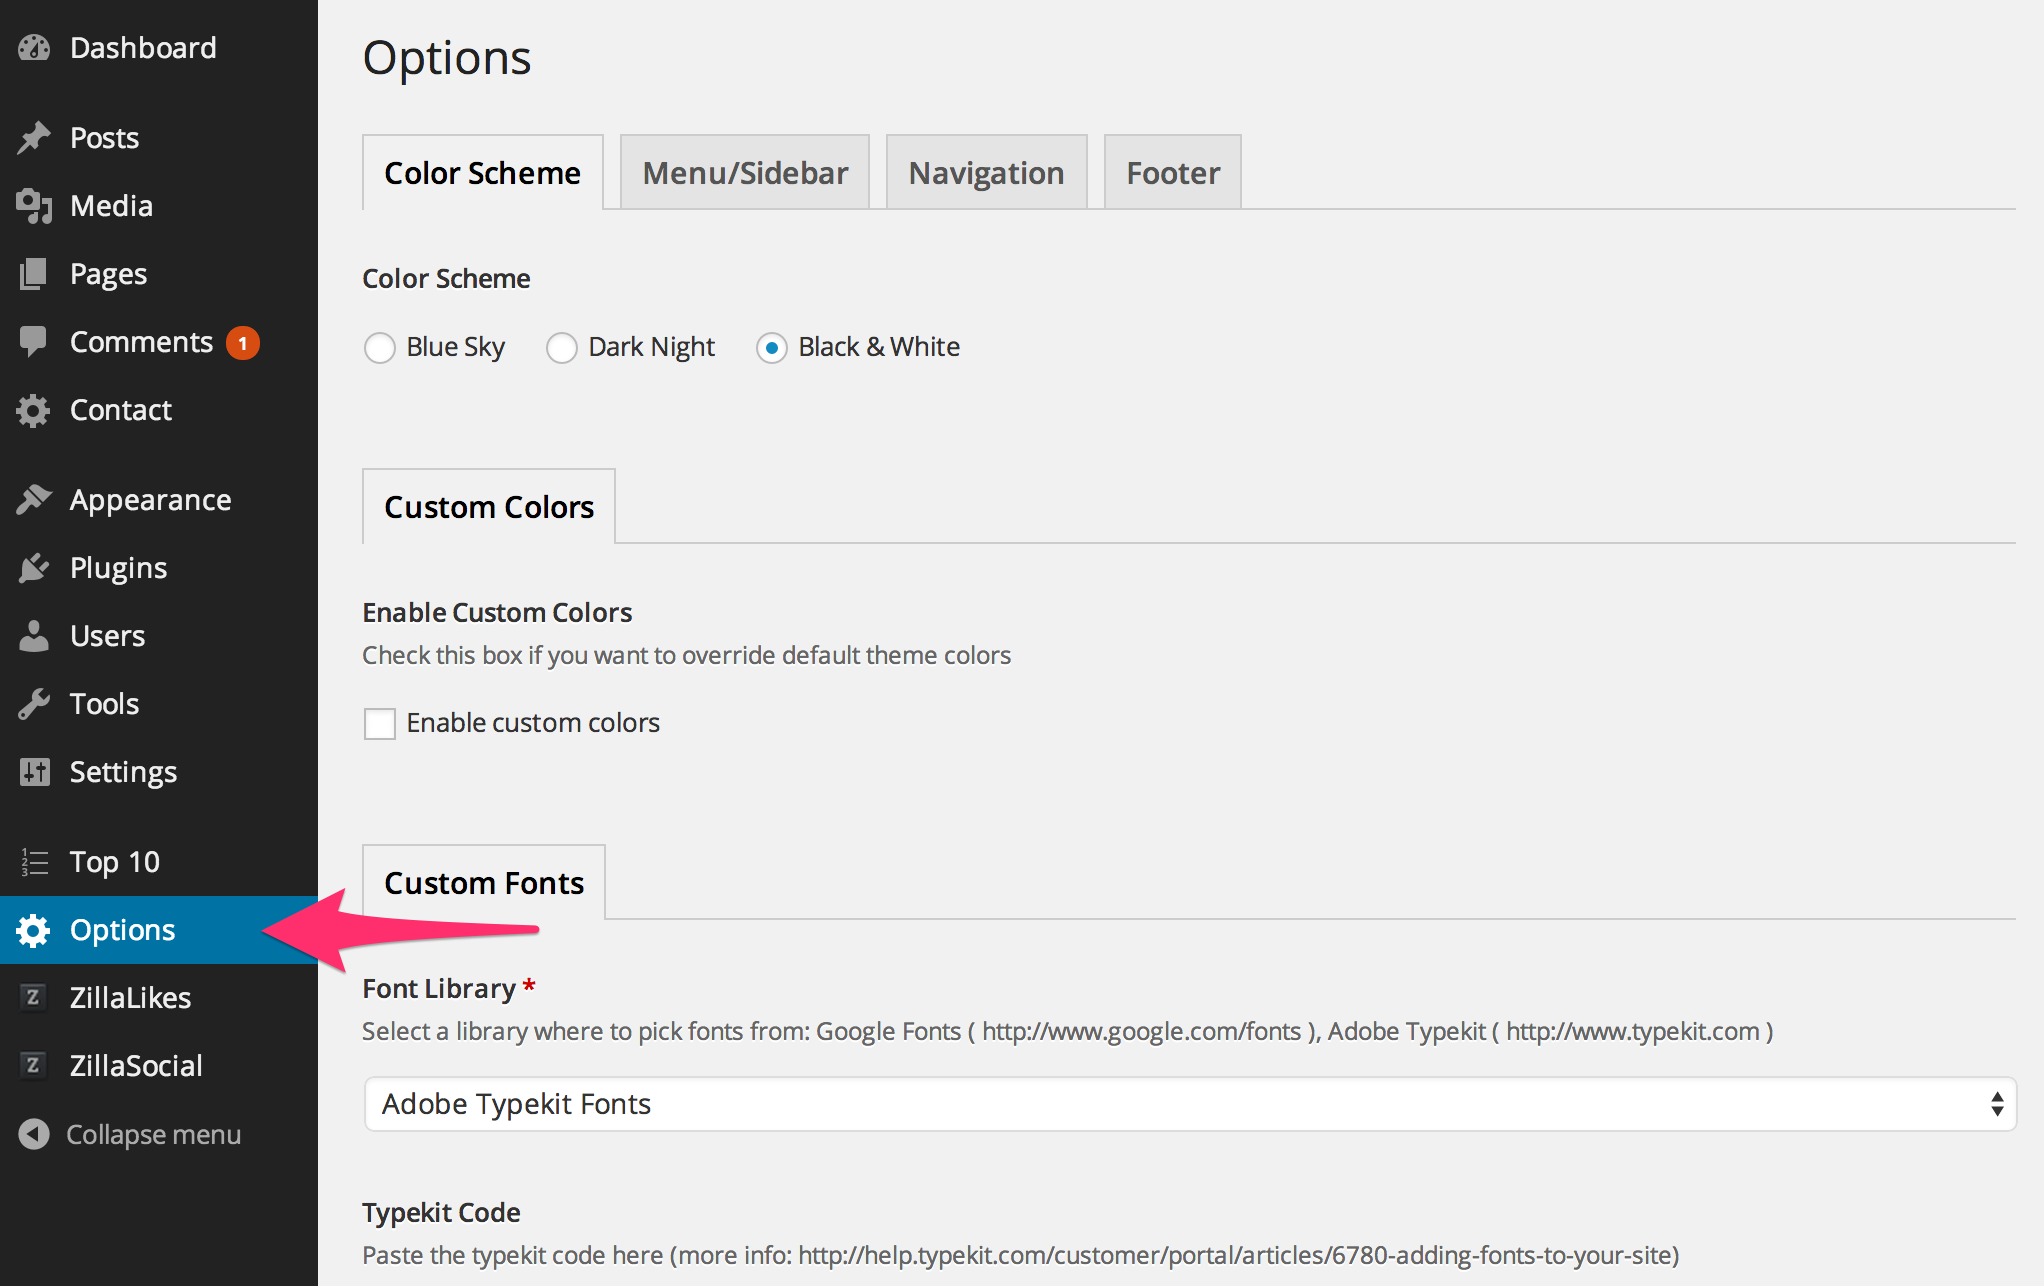 Dashboard
Posts
Media
Pages
Comments 1
Contact
Appearance
Plugins
Users
Tools
Settings
Top 10
Options
ZillaLikes
ZillaSocial
Collapse menu
Options
Color Scheme Menu/Sidebar Navigation Footer
Color Scheme
Blue Sky Dark Night Black & White
Custom Colors
Enable Custom Colors
Check this box if you want to override default theme colors
Enable custom colors
Custom Fonts
Font Library *
Select a library where to pick fonts from: Google Fonts ( http://www.google.com/fonts ), Adobe Typekit ( http://www.typekit.com )
Adobe Typekit Fonts
Typekit Code
Paste the typekit code here (more info: http://help.typekit.com/customer/portal/articles/6780-adding-fonts-to-your-site)